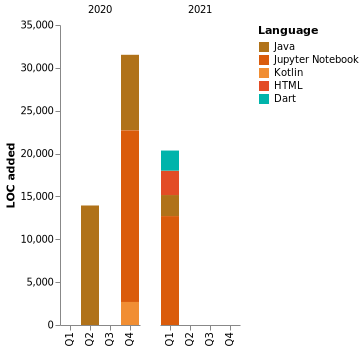 2020 2021
Language
Java
Jupyter Notebook
Kotlin
HTML
Dart
LOC added
35,000
30,000
25,000
20,000
15,000
10,000
5,000
0
Q1 Q2 Q3 Q4 Q1 Q2 Q3 Q4